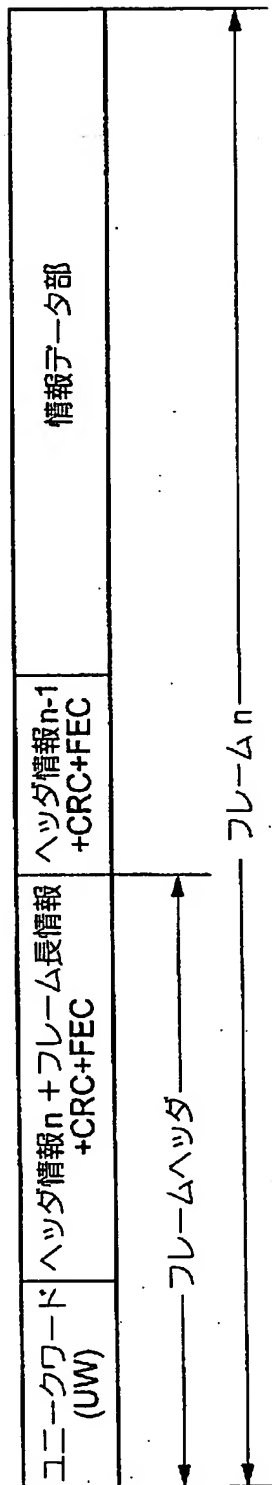 ユニークワード
(UW)
ヘッダ情報n+フレーム長情報
+CRC+FEC
ヘッダ情報n-1
+CRC+FEC
情報データ部
フレームヘッダ
フレームn